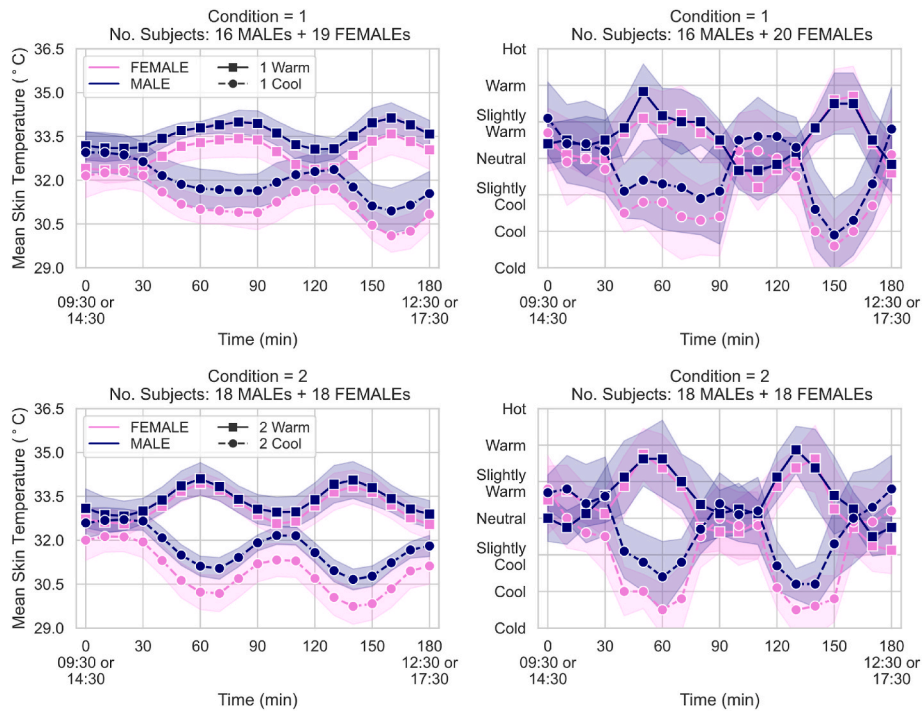 Condition = 1
No. Subjects: 16 MALEs + 19 FEMALEs
Mean Skin Temperature (°C)
36.5
35.0
33.5
32.0
30.5
29.0
FEMALE
MALE
1 Warm
1 Cool
0
09:30 or
14:30
30
60
90
120
150
180
12:30 or
17:30
Time (min)
Condition = 1
No. Subjects: 16 MALEs + 20 FEMALEs
Hot
Warm
Slightly
Warm
Neutral
Slightly
Cool
Cool
Cold
0
09:30 or
14:30
30
60
90
120
150
180
12:30 or
17:30
Time (min)
Condition = 2
No. Subjects: 18 MALEs + 18 FEMALEs
Mean Skin Temperature (°C)
36.5
35.0
33.5
32.0
30.5
29.0
FEMALE
MALE
2 Warm
2 Cool
0
09:30 or
14:30
30
60
90
120
150
180
12:30 or
17:30
Time (min)
Condition = 2
No. Subjects: 18 MALEs + 18 FEMALEs
Hot
Warm
Slightly
Warm
Neutral
Slightly
Cool
Cool
Cold
0
09:30 or
14:30
30
60
90
120
150
180
12:30 or
17:30
Time (min)